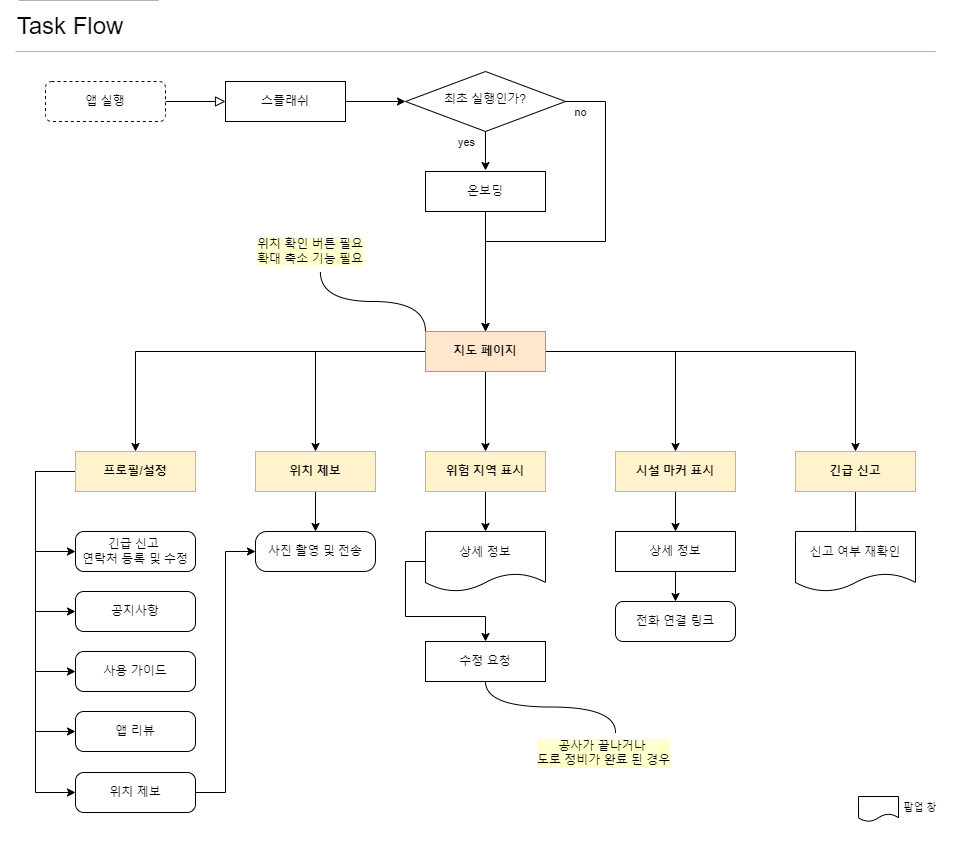 Task Flow
앱 실행
스플래쉬
최초 실행인가?
no
yes
온보딩
위치 확인 버튼 필요
확대 축소 기능 필요
지도 페이지
프로필/설정
위치 제보
위험 지역 표시
시설 마커 표시
긴급 신고
긴급 신고
연락처 등록 및 수정
사진 촬영 및 전송
상세 정보
상세 정보
신고 여부 재확인
공지사항
전화 연결 링크
사용 가이드
수정 요청
앱 리뷰
공사가 끝나거나
도로 정비가 완료 된 경우
위치 제보
팝업 창